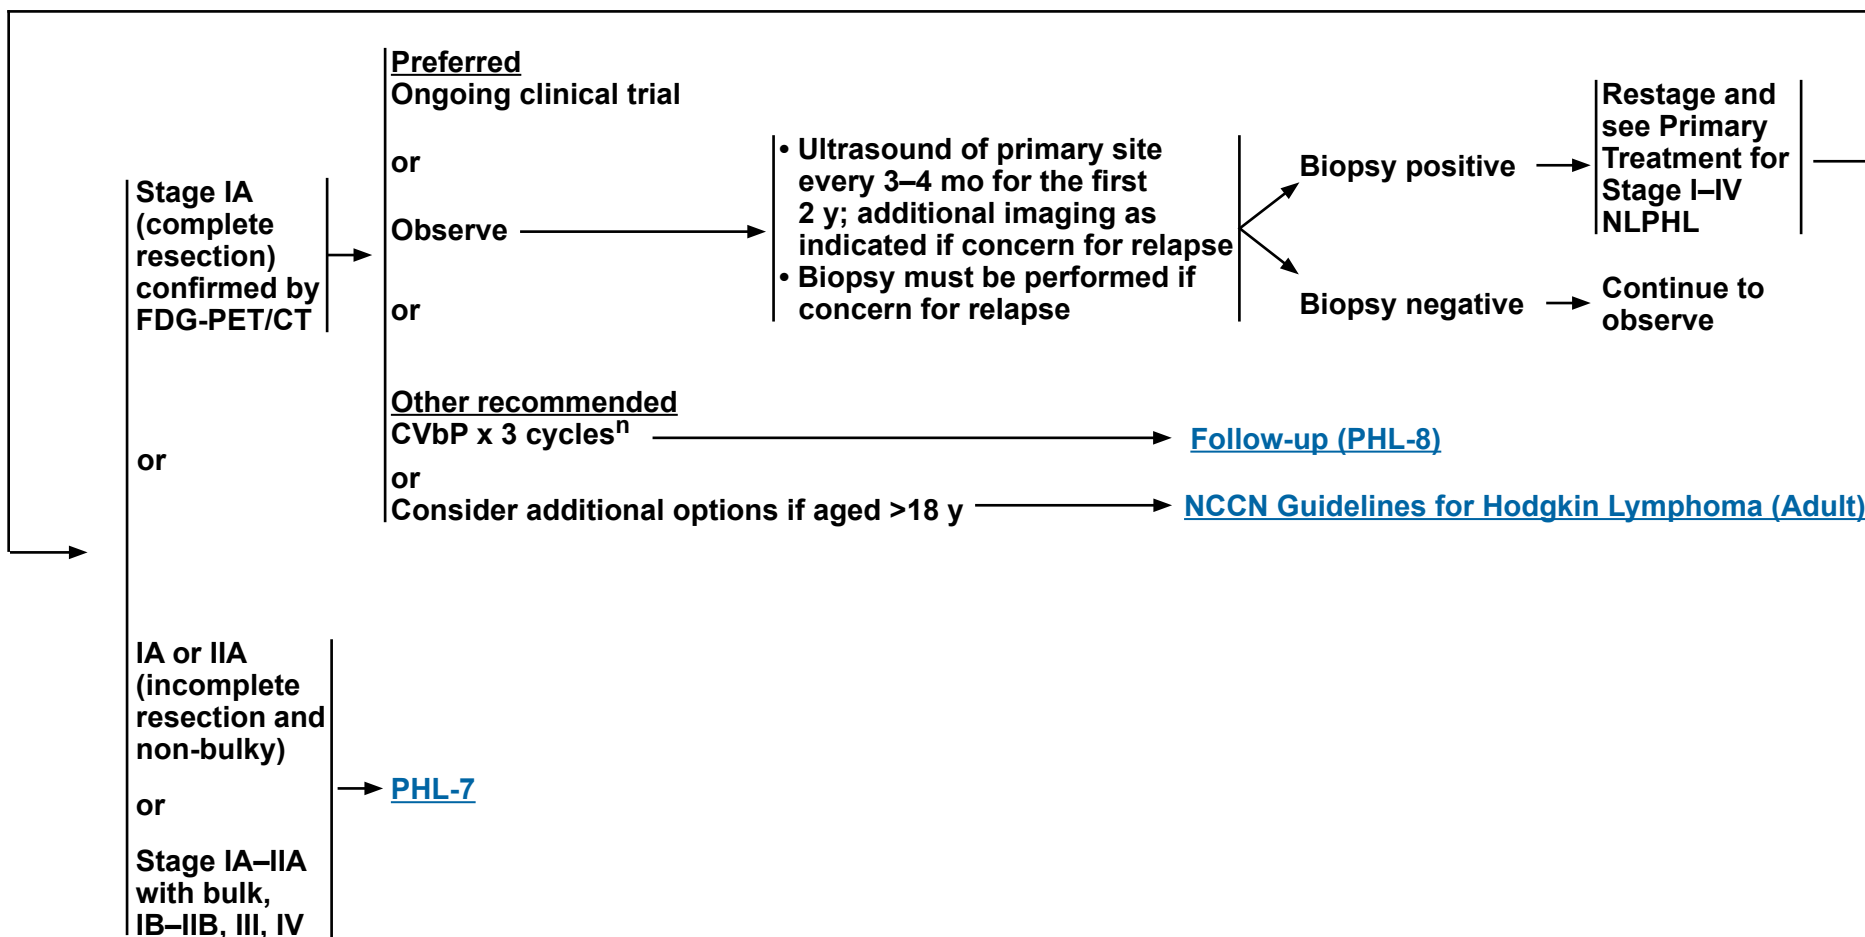 Stage IA
(complete
resection)
confirmed by
FDG-PET/CT
or
IA or IIA
(incomplete
resection and
non-bulky)
or
Stage IA–IIA
with bulk,
IB–IIB, III, IV
Preferred
Ongoing clinical trial
or
Observe
or
Other recommended
CVbP x 3 cyclesⁿ
or
Consider additional options if aged >18 y
• Ultrasound of primary site
every 3–4 mo for the first
2 y; additional imaging as
indicated if concern for relapse
• Biopsy must be performed if
concern for relapse
Biopsy positive
Restage and
see Primary
Treatment for
Stage I–IV
NLPHL
Biopsy negative
Continue to
observe
Follow-up (PHL-8)
NCCN Guidelines for Hodgkin Lymphoma (Adult)
PHL-7